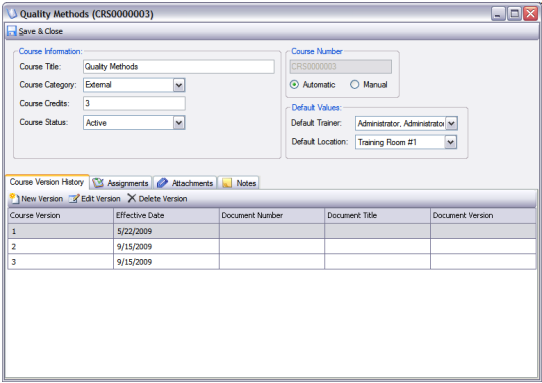 Quality Methods (CRS0000003)
Save & Close
Course Information:
Course Title: Quality Methods
Course Category: External
Course Credits: 3
Course Status: Active
Course Number
CRS0000003
Automatic Manual
Default Values:
Default Trainer: Administrator, Administrator
Default Location: Training Room #1
Course Version History Assignments Attachments Notes
New Version Edit Version Delete Version
Course Version Effective Date Document Number Document Title Document Version
1 5/22/2009
2 9/15/2009
3 9/15/2009